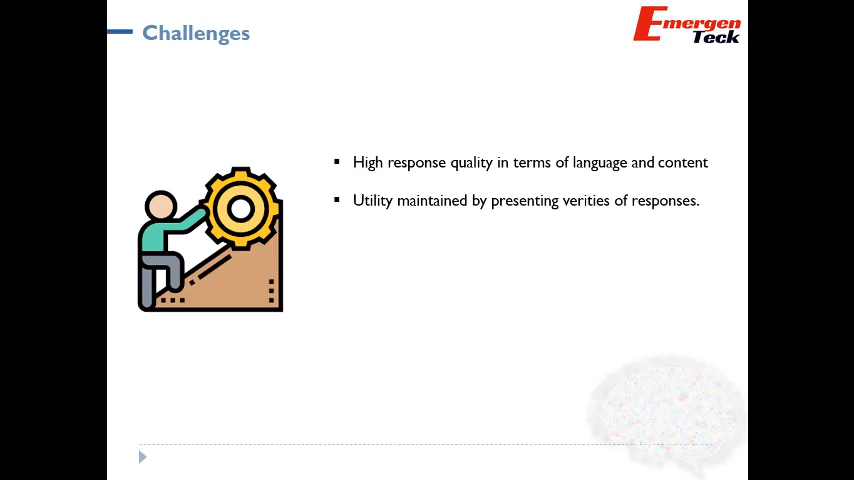 Challenges
Emergen
Teck
▪ High response quality in terms of language and content
▪ Utility maintained by presenting verities of responses.